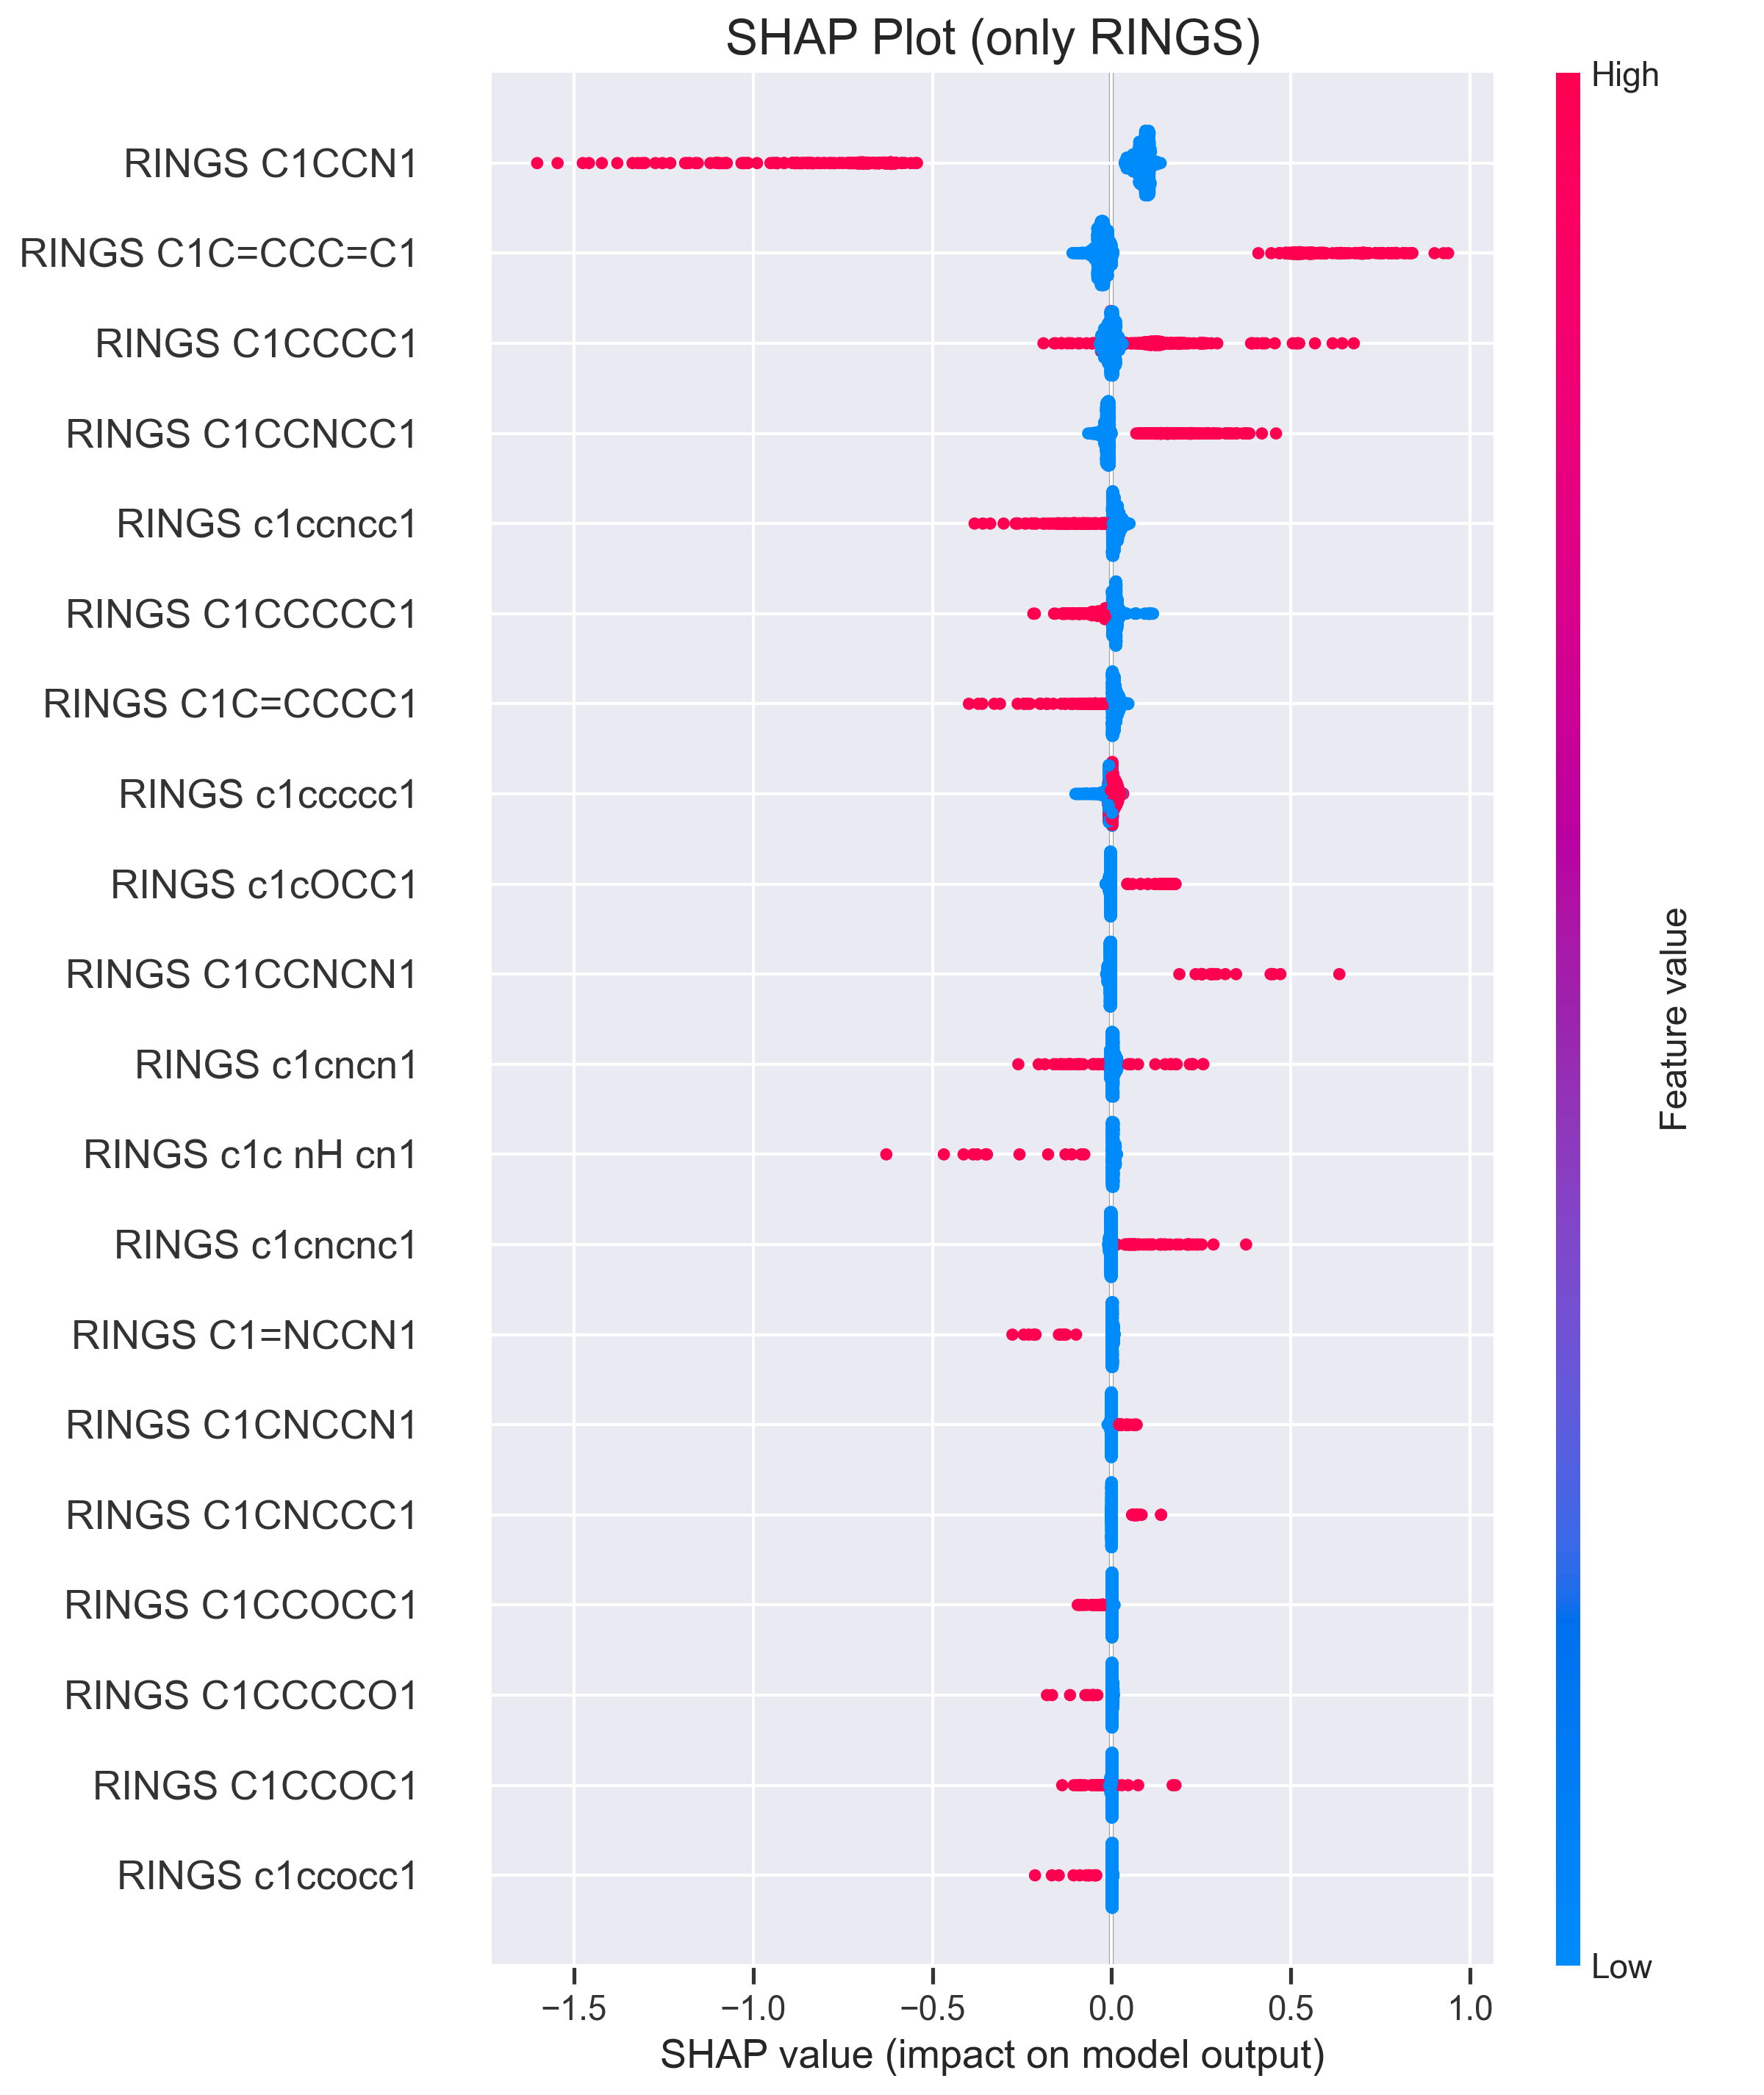 SHAP Plot (only RINGS)
High
RINGS C1CCN1
RINGS C1C=CCC=C1
RINGS C1CCCC1
RINGS C1CCNCC1
RINGS c1ccncc1
RINGS C1CCCCC1
RINGS C1C=CCCC1
RINGS c1ccccc1
RINGS c1cOCC1
RINGS C1CCNCN1
RINGS c1cncn1
RINGS c1c nH cn1
RINGS c1cncnc1
RINGS C1=NCCN1
RINGS C1CNCCN1
RINGS C1CNCCC1
RINGS C1CCOCC1
RINGS C1CCCCO1
RINGS C1CCOC1
RINGS c1ccocc1
Feature value
Low
−1.5 −1.0 −0.5 0.0 0.5 1.0
SHAP value (impact on model output)